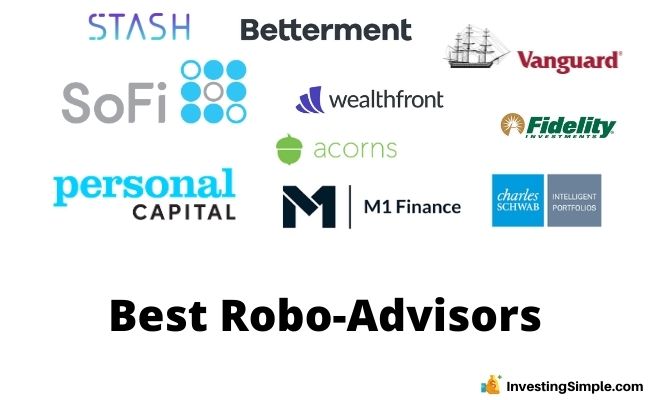 STASH
Betterment
Vanguard®
SoFi
wealthfront
Fidelity
INVESTMENTS
acorns
personal
CAPITAL
M1 Finance
charles
SCHWAB
INTELLIGENT
PORTFOLIOS
Best Robo-Advisors
InvestingSimple.com